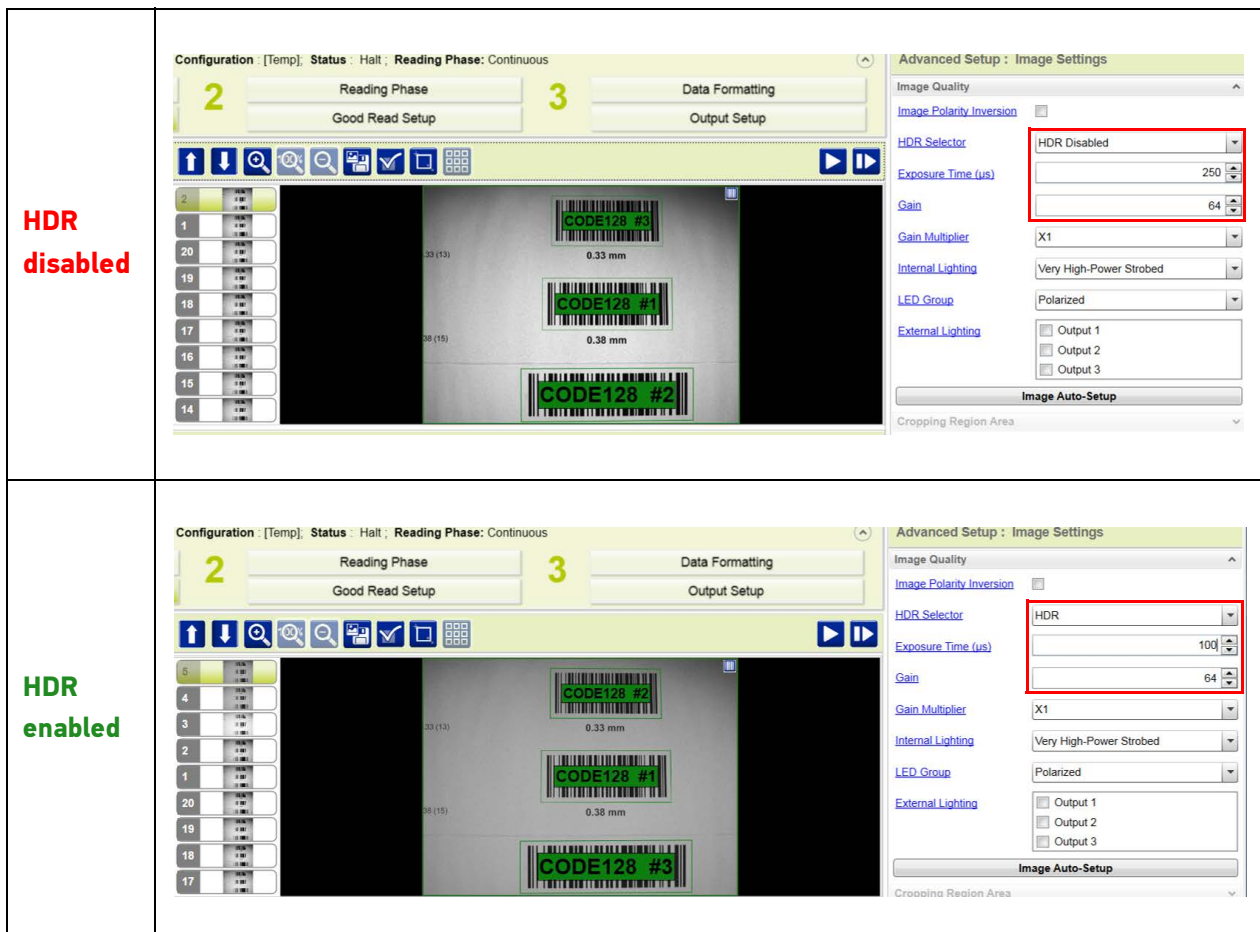 HDR
disabled
Configuration : [Temp]; Status : Halt ; Reading Phase: Continuous
2
Reading Phase
Good Read Setup
3
Data Formatting
Output Setup
2
1
20
19
18
17
16
15
14
CODE128 #3
.33 (13)
0.33 mm
CODE128 #1
38 (15)
0.38 mm
CODE128 #2
Advanced Setup : Image Settings
Image Quality
Image Polarity Inversion
HDR Selector HDR Disabled
Exposure Time (µs) 250
Gain 64
Gain Multiplier X1
Internal Lighting Very High-Power Strobed
LED Group Polarized
External Lighting Output 1
Output 2
Output 3
Image Auto-Setup
Cropping Region Area
HDR
enabled
Configuration : [Temp]; Status : Halt ; Reading Phase: Continuous
2
Reading Phase
Good Read Setup
3
Data Formatting
Output Setup
5
4
3
2
1
20
19
18
17
CODE128 #2
.33 (13)
0.33 mm
CODE128 #1
38 (15)
0.38 mm
CODE128 #3
Advanced Setup : Image Settings
Image Quality
Image Polarity Inversion
HDR Selector HDR
Exposure Time (µs) 100
Gain 64
Gain Multiplier X1
Internal Lighting Very High-Power Strobed
LED Group Polarized
External Lighting Output 1
Output 2
Output 3
Image Auto-Setup
Cropping Region Area